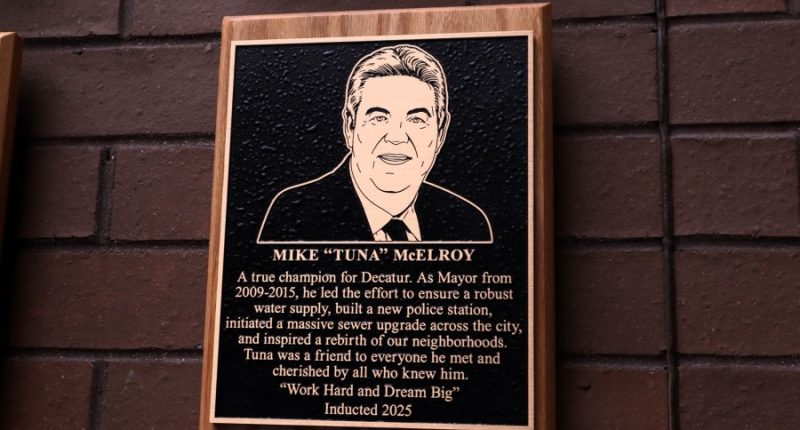 MIKE “TUNA” McELROY
A true champion for Decatur. As Mayor from
2009-2015, he led the effort to ensure a robust
water supply, built a new police station,
initiated a massive sewer upgrade across the city,
and inspired a rebirth of our neighborhoods.
Tuna was a friend to everyone he met and
cherished by all who knew him.
“Work Hard and Dream Big”
Inducted 2025